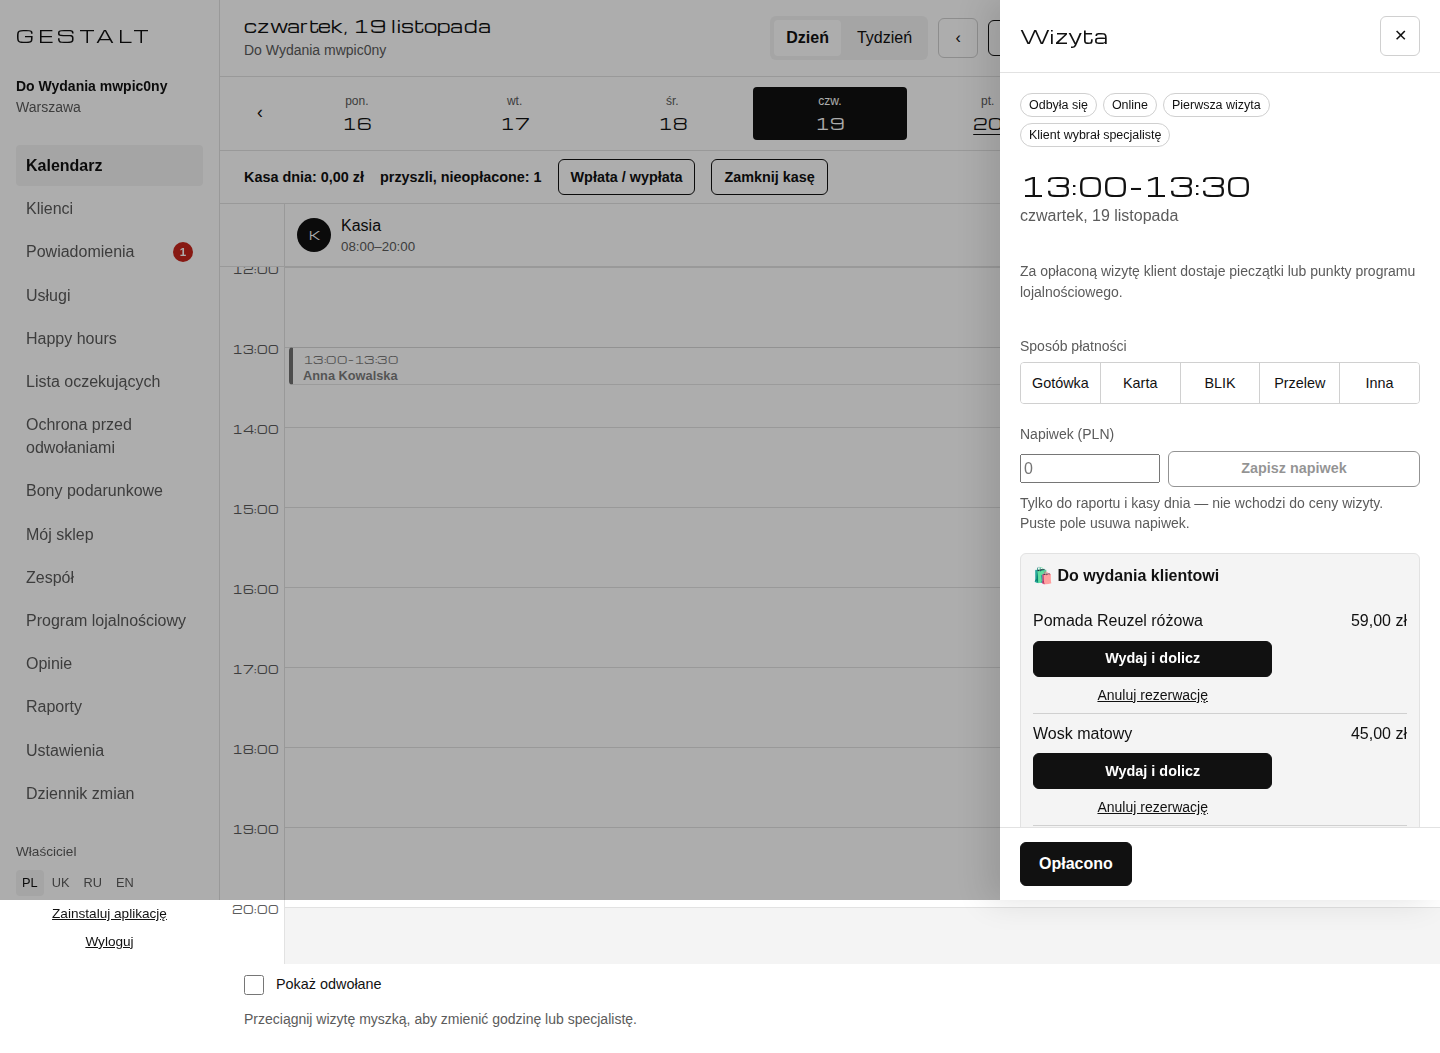 GESTALT
Do Wydania mwpic0ny
Warszawa
Kalendarz
Klienci
Powiadomienia 1
Usługi
Happy hours
Lista oczekujących
Ochrona przed
odwołaniami
Bony podarunkowe
Mój sklep
Zespół
Program lojalnościowy
Opinie
Raporty
Ustawienia
Dziennik zmian
Właściciel
PL UK RU EN
Zainstaluj aplikację
Wyloguj
czwartek, 19 listopada
Do Wydania mwpic0ny
Dzień Tydzień ‹
‹ pon. wt. śr. czw. pt.
16 17 18 19 20
Kasa dnia: 0,00 zł przyszli, nieopłacone: 1 Wpłata / wypłata Zamknij kasę
K Kasia
08:00–20:00
12:00
13:00
13:00-13:30
Anna Kowalska
14:00
15:00
16:00
17:00
18:00
19:00
20:00
Pokaż odwołane
Przeciągnij wizytę myszką, aby zmienić godzinę lub specjalistę.
Wizyta ✕
Odbyła się Online Pierwsza wizyta
Klient wybrał specjalistę
13:00-13:30
czwartek, 19 listopada
Za opłaconą wizytę klient dostaje pieczątki lub punkty programu
lojalnościowego.
Sposób płatności
Gotówka Karta BLIK Przelew Inna
Napiwek (PLN)
0 Zapisz napiwek
Tylko do raportu i kasy dnia — nie wchodzi do ceny wizyty.
Puste pole usuwa napiwek.
🛍️ Do wydania klientowi
Pomada Reuzel różowa 59,00 zł
Wydaj i dolicz
Anuluj rezerwację
Wosk matowy 45,00 zł
Wydaj i dolicz
Anuluj rezerwację
Opłacono